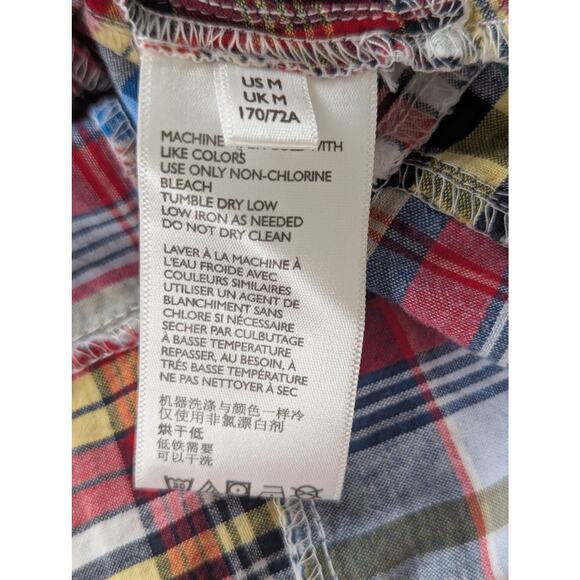 US M
UK M
170/72A
MACHINE WITH
LIKE COLORS
USE ONLY NON-CHLORINE
BLEACH
TUMBLE DRY LOW
LOW IRON AS NEEDED
DO NOT DRY CLEAN
LAVER À LA MACHINE À
L'EAU FROIDE AVEC
COULEURS SIMILAIRES
UTILISER UN AGENT DE
BLANCHIMENT SANS
CHLORE SI NÉCESSAIRE
SECHER PAR CULBUTAGE
À BASSE TEMPERATURE
REPASSER, AU BESOIN, À
TRÈS BASSE TEMPÉRATURE
NE PAS NETTOYER À SEC
机器洗涤与颜色一样冷
仅使用非氯漂白剂
烘干低
低铁需要
可以干洗